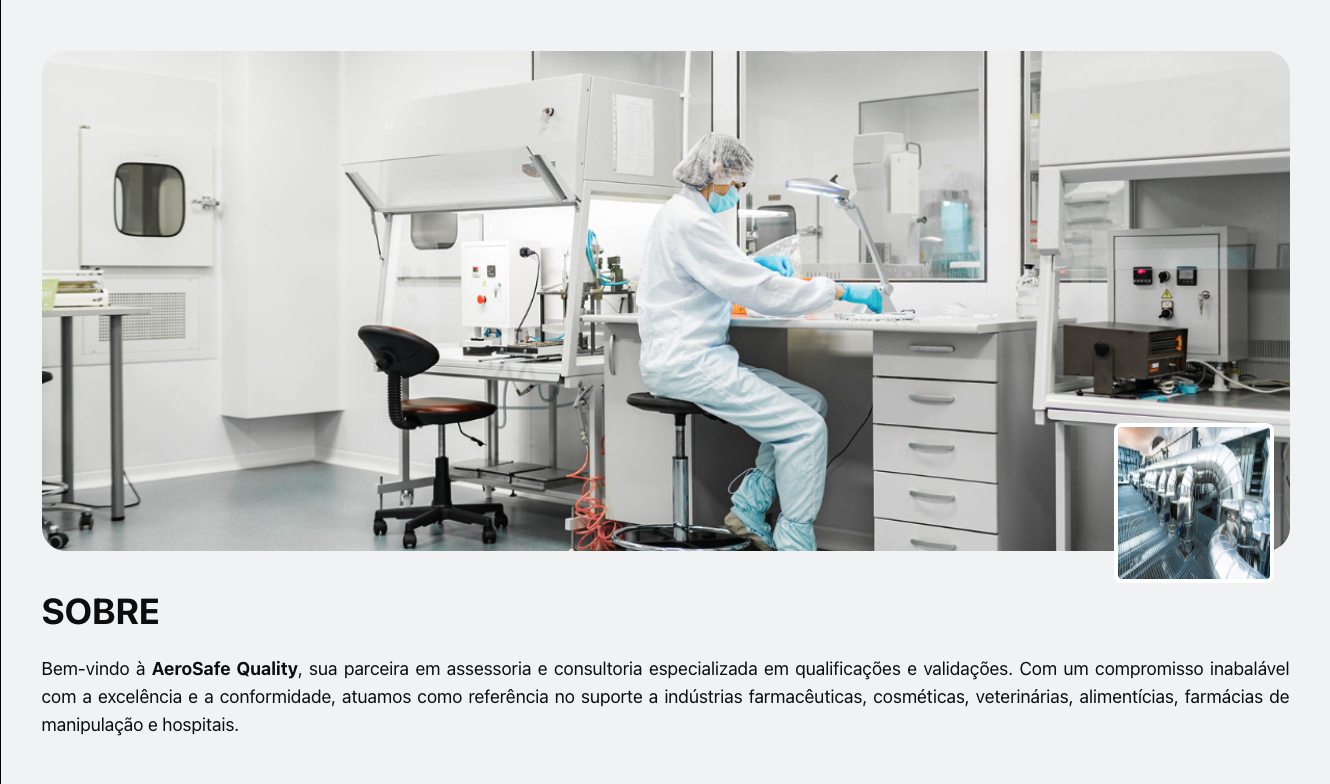 SOBRE
Bem-vindo à AeroSafe Quality, sua parceira em assessoria e consultoria especializada em qualificações e validações. Com um compromisso inabalável
com a excelência e a conformidade, atuamos como referência no suporte a indústrias farmacêuticas, cosméticas, veterinárias, alimentícias, farmácias de
manipulação e hospitais.